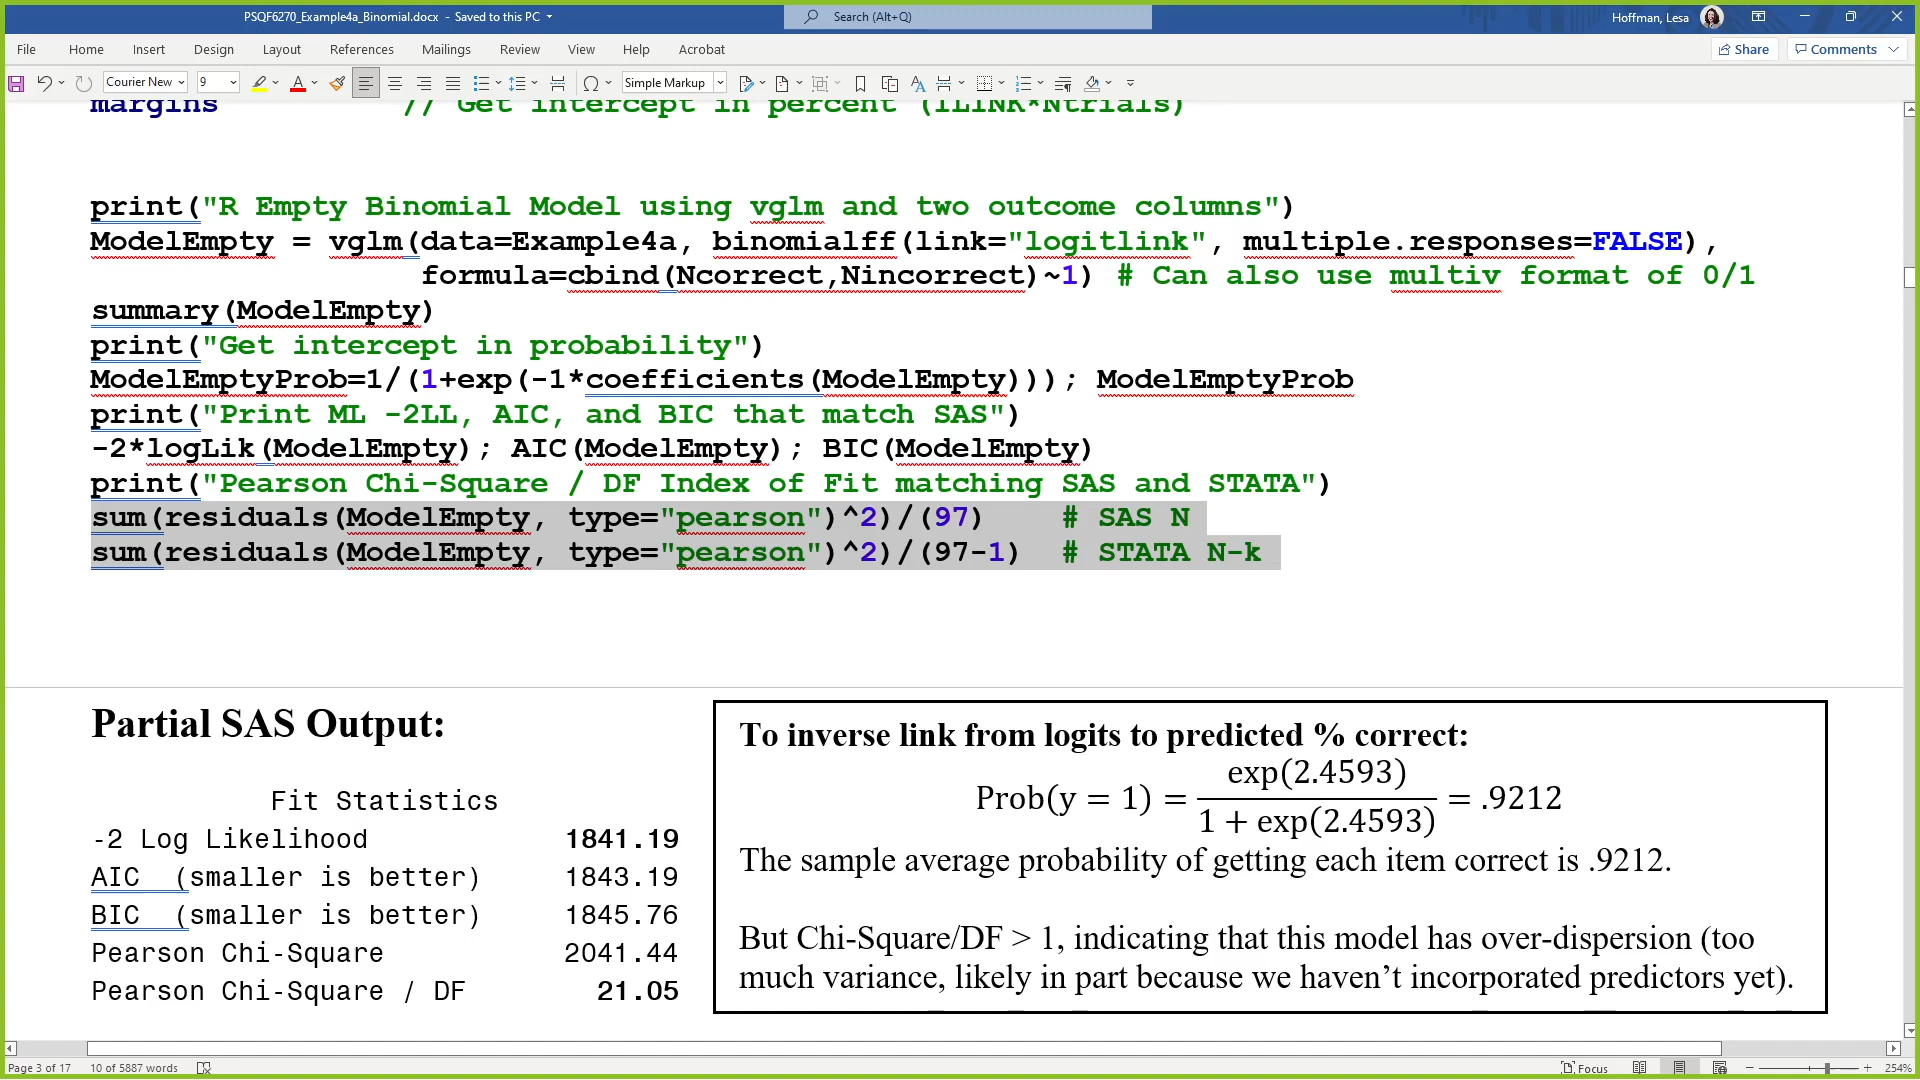 PSQF6270_Example4a_Binomial.docx - Saved to this PC
Search (Alt+Q)
Hoffman, Lesa
File Home Insert Design Layout References Mailings Review View Help Acrobat
Share Comments
Courier New 9 Simple Markup
margins // Get intercept in percent (ILINK*Ntrials)
print("R Empty Binomial Model using vglm and two outcome columns")
ModelEmpty = vglm(data=Example4a, binomialff(link="logitlink", multiple.responses=FALSE),
formula=cbind(Ncorrect,Nincorrect)~1) # Can also use multiv format of 0/1
summary(ModelEmpty)
print("Get intercept in probability")
ModelEmptyProb=1/(1+exp(-1*coefficients(ModelEmpty))); ModelEmptyProb
print("Print ML -2LL, AIC, and BIC that match SAS")
-2*logLik(ModelEmpty); AIC(ModelEmpty); BIC(ModelEmpty)
print("Pearson Chi-Square / DF Index of Fit matching SAS and STATA")
sum(residuals(ModelEmpty, type="pearson")^2)/(97) # SAS N
sum(residuals(ModelEmpty, type="pearson")^2)/(97-1) # STATA N-k
Partial SAS Output:
Fit Statistics
-2 Log Likelihood 1841.19
AIC (smaller is better) 1843.19
BIC (smaller is better) 1845.76
Pearson Chi-Square 2041.44
Pearson Chi-Square / DF 21.05
To inverse link from logits to predicted % correct:
Prob(y = 1) = exp(2.4593) / 1 + exp(2.4593) = .9212
The sample average probability of getting each item correct is .9212.
But Chi-Square/DF > 1, indicating that this model has over-dispersion (too
much variance, likely in part because we haven't incorporated predictors yet).
Page 3 of 17 10 of 5887 words Focus 254%